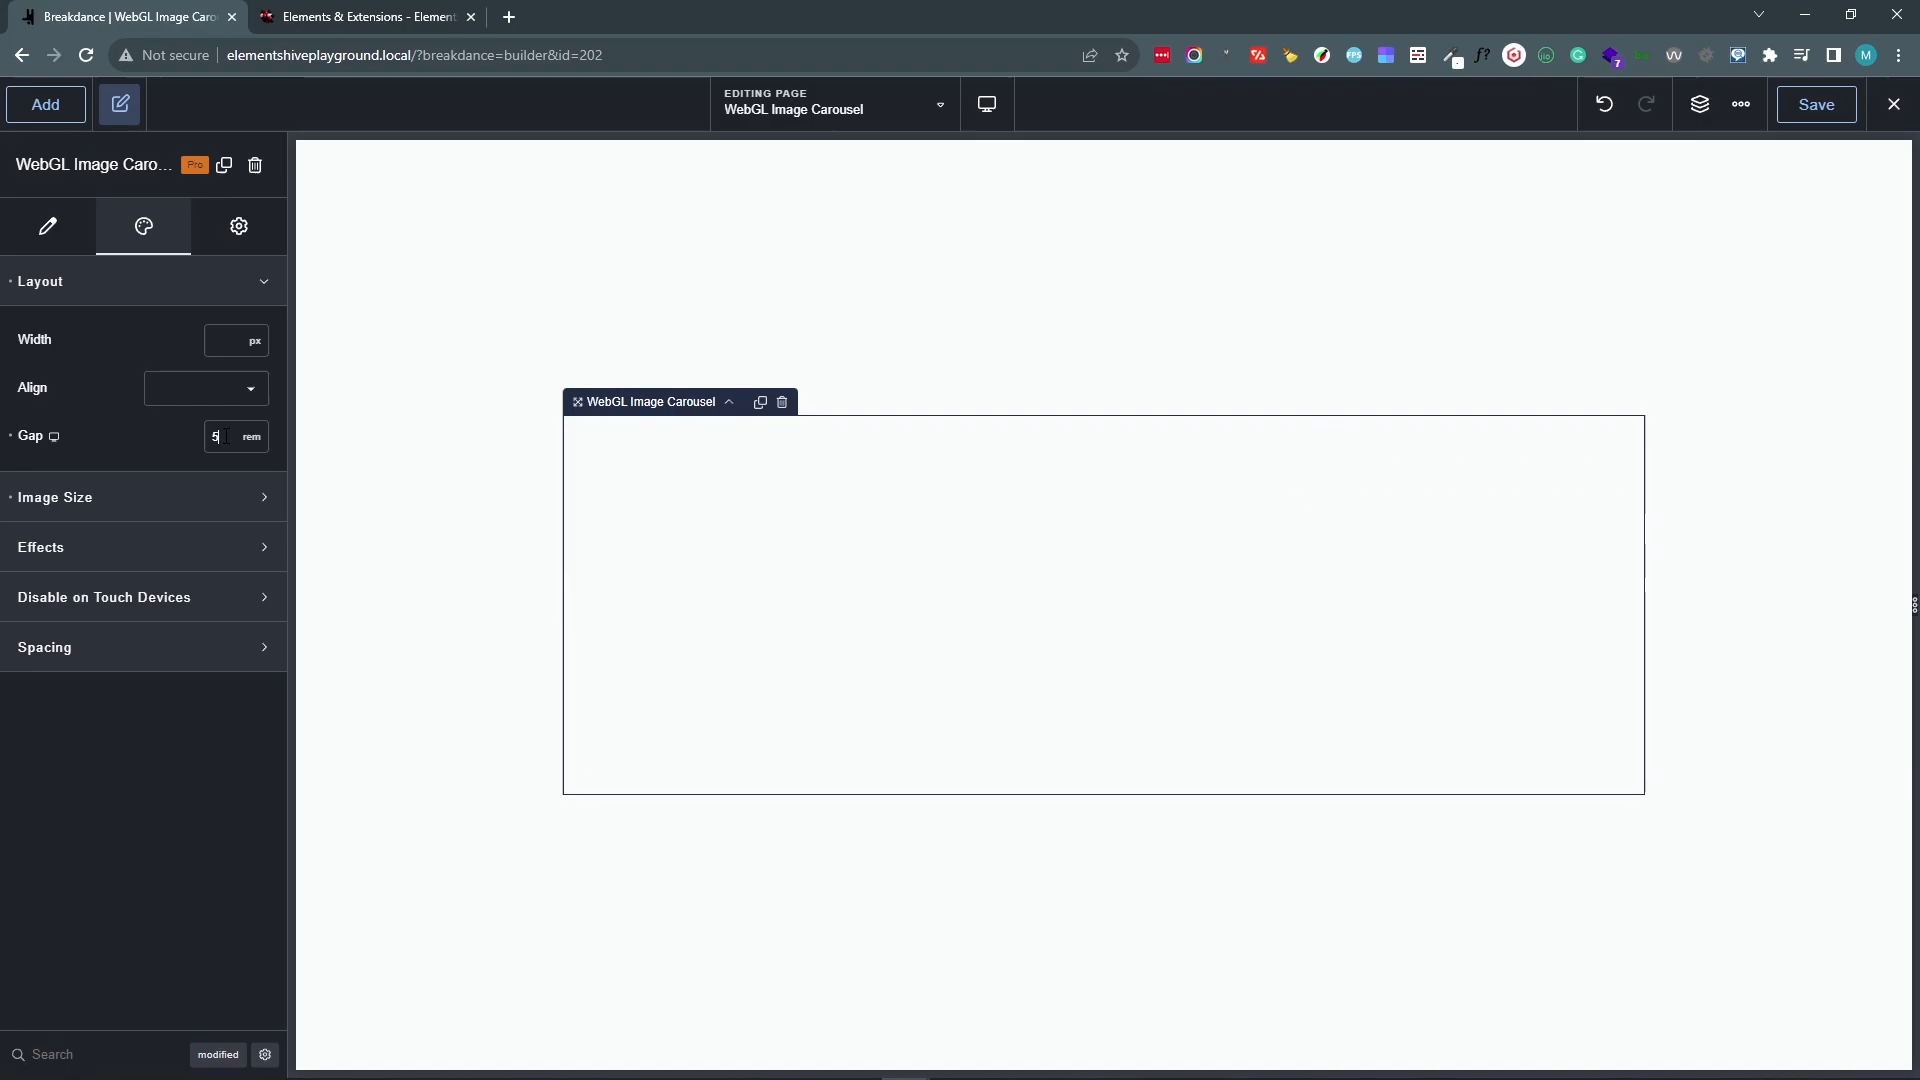 Breakdance | WebGL Image Caro
Elements & Extensions - Element
Not secure
elementshiveplayground.local/?breakdance=builder&id=202
FPS
f?
7
M
Add
EDITING PAGE
WebGL Image Carousel
Save
WebGL Image Caro...
Pro
Layout
Width
px
Align
Gap
5
rem
Image Size
Effects
Disable on Touch Devices
Spacing
WebGL Image Carousel
Search
modified